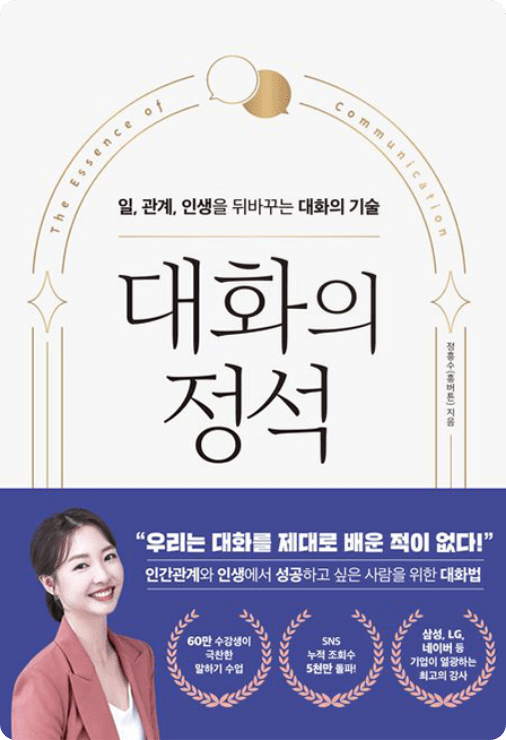 The Essence of Communication
일, 관계, 인생을 뒤바꾸는 대화의 기술
대화의
정석
정흥수(흥버튼) 지음
“우리는 대화를 제대로 배운 적이 없다!”
인간관계와 인생에서 성공하고 싶은 사람을 위한 대화법
60만 수강생이
극찬한
말하기 수업
SNS
누적 조회수
5천만 돌파!
삼성, LG,
네이버 등
기업이 열광하는
최고의 강사